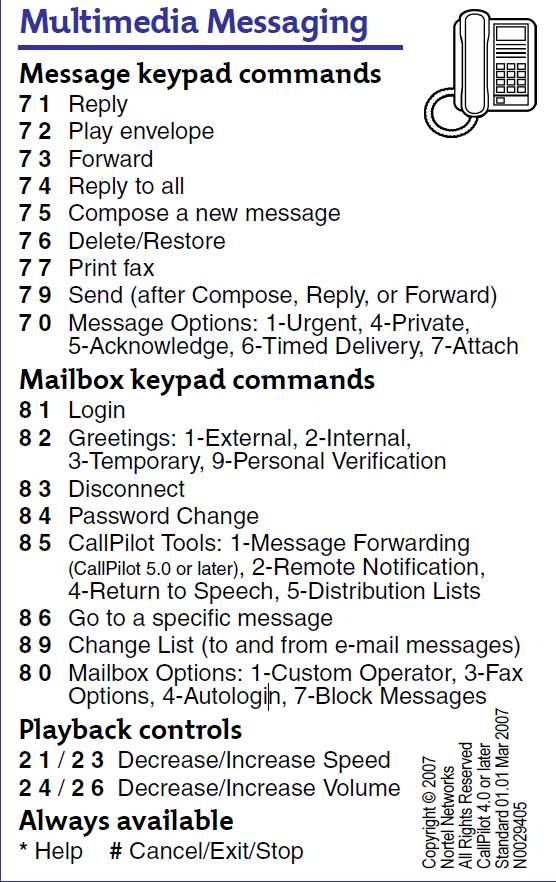 Multimedia Messaging
Message keypad commands
7 1 Reply
7 2 Play envelope
7 3 Forward
7 4 Reply to all
7 5 Compose a new message
7 6 Delete/Restore
7 7 Print fax
7 9 Send (after Compose, Reply, or Forward)
7 0 Message Options: 1-Urgent, 4-Private,
5-Acknowledge, 6-Timed Delivery, 7-Attach
Mailbox keypad commands
8 1 Login
8 2 Greetings: 1-External, 2-Internal,
3-Temporary, 9-Personal Verification
8 3 Disconnect
8 4 Password Change
8 5 CallPilot Tools: 1-Message Forwarding
(CallPilot 5.0 or later), 2-Remote Notification,
4-Return to Speech, 5-Distribution Lists
8 6 Go to a specific message
8 9 Change List (to and from e-mail messages)
8 0 Mailbox Options: 1-Custom Operator, 3-Fax
Options, 4-Autologin, 7-Block Messages
Playback controls
2 1 / 2 3 Decrease/Increase Speed
2 4 / 2 6 Decrease/Increase Volume
Always available
* Help # Cancel/Exit/Stop
Copyright © 2007
Nortel Networks
All Rights Reserved
CallPilot 4.0 or later
Standard 01.01 Mar 2007
N0029405